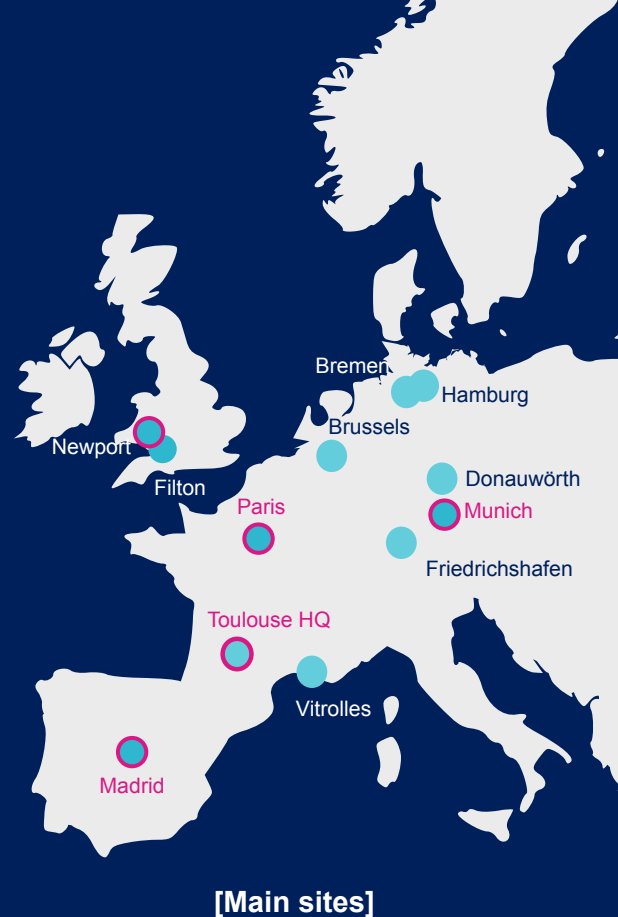 Bremen
Hamburg
Brussels
Newport
Filton
Donauwörth
Paris
Munich
Friedrichshafen
Toulouse HQ
Vitrolles
Madrid
[Main sites]